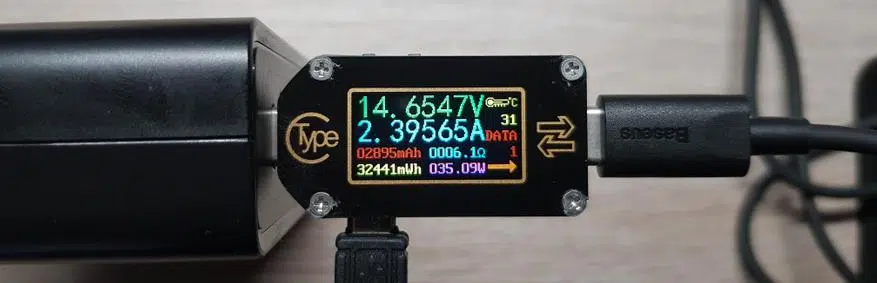 Type C
14.6547V °C
31
2.39565A DATA
02895mAh 0006.1Ω 1
32441mWh 035.09W
Baseus